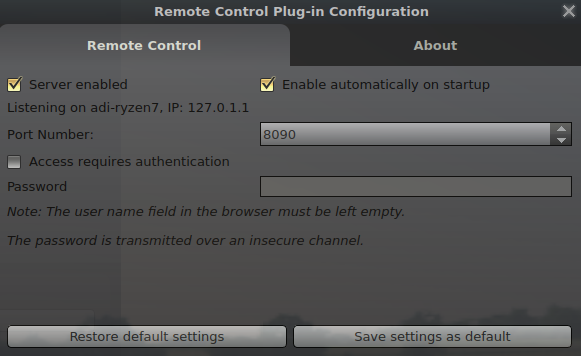 Remote Control Plug-in Configuration
Remote Control
About
Server enabled
Enable automatically on startup
Listening on adi-ryzen7, IP: 127.0.1.1
Port Number:
8090
Access requires authentication
Password
Note: The user name field in the browser must be left empty.
The password is transmitted over an insecure channel.
Restore default settings
Save settings as default